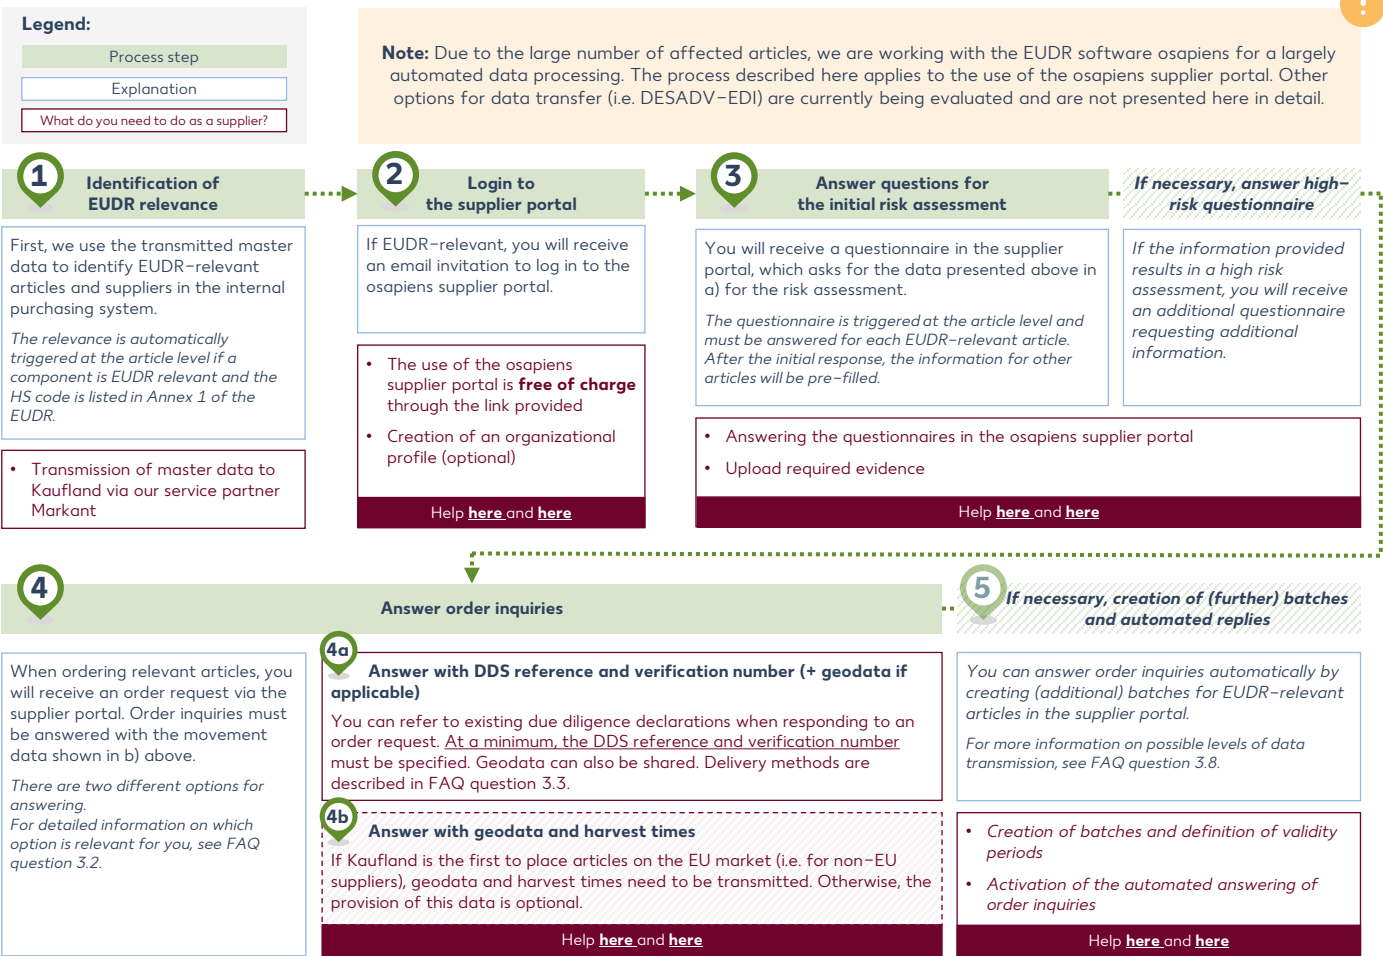 Legend:
Process step
Explanation
What do you need to do as a supplier?
!
Note: Due to the large number of affected articles, we are working with the EUDR software osapiens for a largely
automated data processing. The process described here applies to the use of the osapiens supplier portal. Other
options for data transfer (i.e. DESADV-EDI) are currently being evaluated and are not presented here in detail.
1
Identification of
EUDR relevance
First, we use the transmitted master
data to identify EUDR-relevant
articles and suppliers in the internal
purchasing system.
The relevance is automatically
triggered at the article level if a
component is EUDR relevant and the
HS code is listed in Annex 1 of the
EUDR.
• Transmission of master data to
Kaufland via our service partner
Markant
2
Login to
the supplier portal
If EUDR-relevant, you will receive
an email invitation to log in to the
osapiens supplier portal.
• The use of the osapiens
supplier portal is free of charge
through the link provided
• Creation of an organizational
profile (optional)
Help here and here
3
Answer questions for
the initial risk assessment
You will receive a questionnaire in the supplier
portal, which asks for the data presented above in
a) for the risk assessment.
The questionnaire is triggered at the article level and
must be answered for each EUDR-relevant article.
After the initial response, the information for other
articles will be pre-filled.
If necessary, answer high-
risk questionnaire
If the information provided
results in a high risk
assessment, you will receive
an additional questionnaire
requesting additional
information.
• Answering the questionnaires in the osapiens supplier portal
• Upload required evidence
Help here and here
4
Answer order inquiries
When ordering relevant articles, you
will receive an order request via the
supplier portal. Order inquiries must
be answered with the movement
data shown in b) above.
There are two different options for
answering.
For detailed information on which
option is relevant for you, see FAQ
question 3.2.
4a
Answer with DDS reference and verification number (+ geodata if
applicable)
You can refer to existing due diligence declarations when responding to an
order request. At a minimum, the DDS reference and verification number
must be specified. Geodata can also be shared. Delivery methods are
described in FAQ question 3.3.
4b
Answer with geodata and harvest times
If Kaufland is the first to place articles on the EU market (i.e. for non-EU
suppliers), geodata and harvest times need to be transmitted. Otherwise, the
provision of this data is optional.
Help here and here
5
If necessary, creation of (further) batches
and automated replies
You can answer order inquiries automatically by
creating (additional) batches for EUDR-relevant
articles in the supplier portal.
For more information on possible levels of data
transmission, see FAQ question 3.8.
• Creation of batches and definition of validity
periods
• Activation of the automated answering of
order inquiries
Help here and here